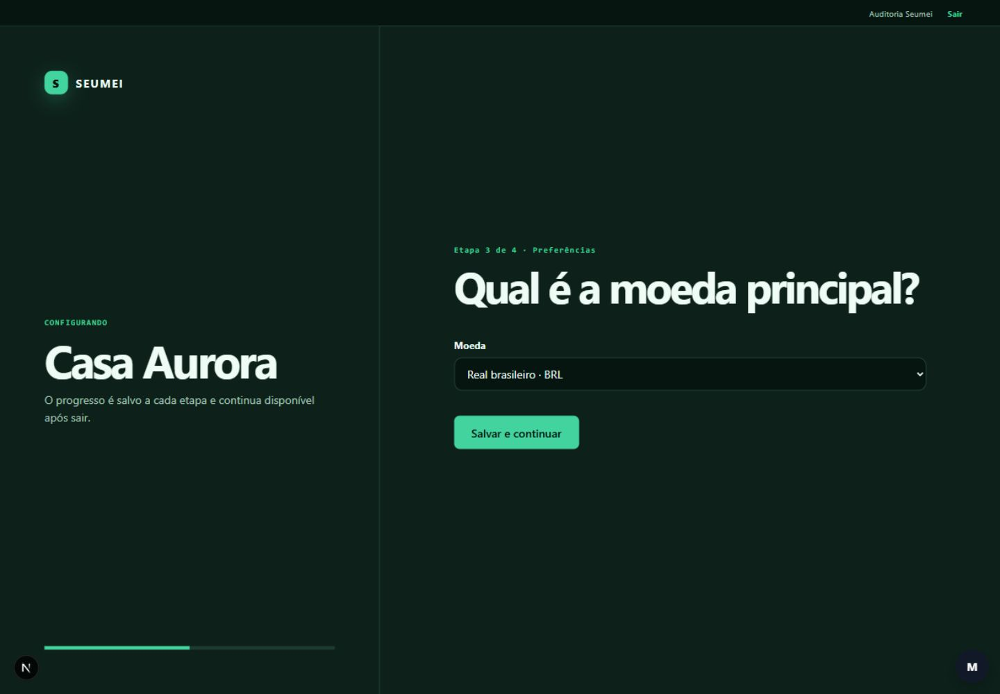 Auditoria Seumei Sair
S SEUMEI
CONFIGURANDO
Casa Aurora
O progresso é salvo a cada etapa e continua disponível
após sair.
Etapa 3 de 4 · Preferências
Qual é a moeda principal?
Moeda
Real brasileiro · BRL
Salvar e continuar
N
M